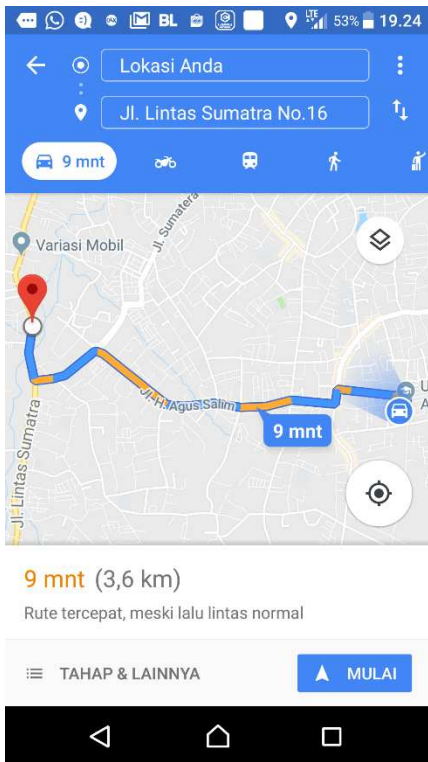 BL
LTE 53% 19.24
Lokasi Anda
Jl. Lintas Sumatra No.16
9 mnt
Jl. Sumatera
Variasi Mobil
Jl. H. Agus Salim
9 mnt
U
A
Jl. Lintas Sumatra
9 mnt (3,6 km)
Rute tercepat, meski lalu lintas normal
TAHAP & LAINNYA
MULAI